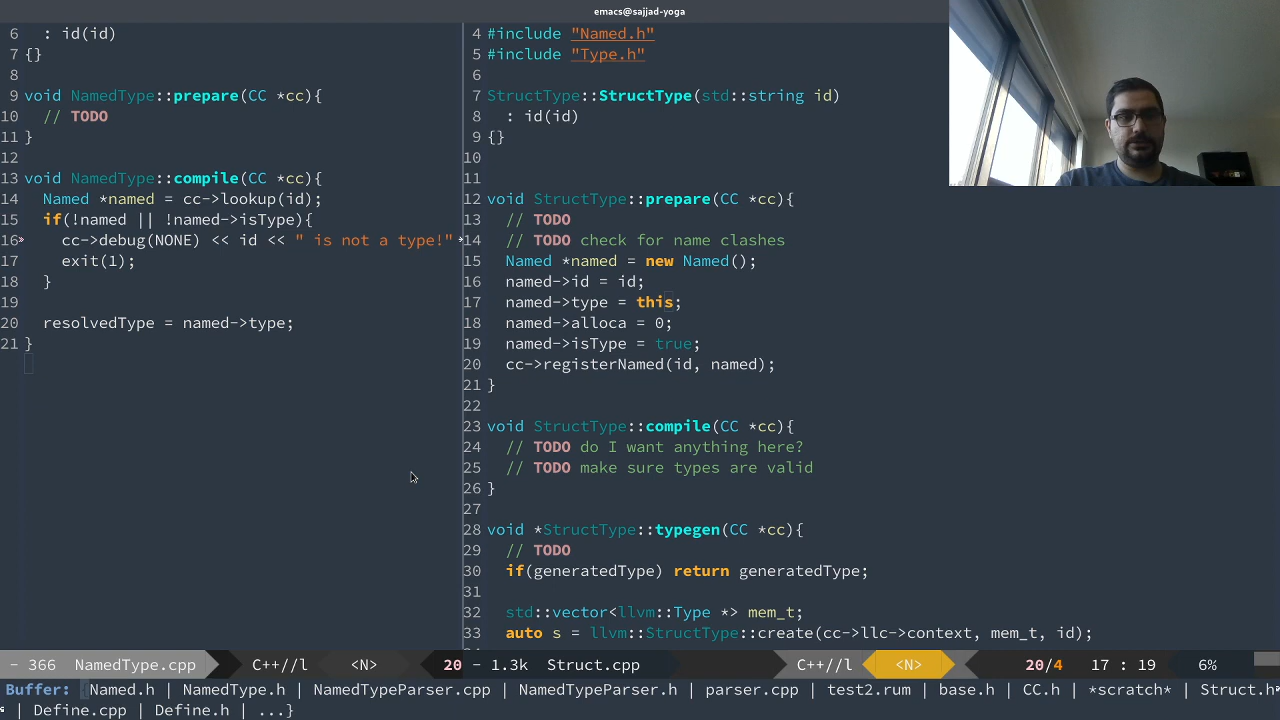 emacs@sajjad-yoga
6 : id(id)
7 {}
8
9 void NamedType::prepare(CC *cc){
10 // TODO
11 }
12
13 void NamedType::compile(CC *cc){
14 Named *named = cc->lookup(id);
15 if(!named || !named->isType){
16 cc->debug(NONE) << id << " is not a type!"
17 exit(1);
18 }
19
20 resolvedType = named->type;
21 }
4 #include "Named.h"
5 #include "Type.h"
6
7 StructType::StructType(std::string id)
8 : id(id)
9 {}
10
11
12 void StructType::prepare(CC *cc){
13 // TODO
14 // TODO check for name clashes
15 Named *named = new Named();
16 named->id = id;
17 named->type = this;
18 named->alloca = 0;
19 named->isType = true;
20 cc->registerNamed(id, named);
21 }
22
23 void StructType::compile(CC *cc){
24 // TODO do I want anything here?
25 // TODO make sure types are valid
26 }
27
28 void *StructType::typegen(CC *cc){
29 // TODO
30 if(generatedType) return generatedType;
31
32 std::vector<llvm::Type *> mem_t;
33 auto s = llvm::StructType::create(cc->llc->context, mem_t, id);
- 366 NamedType.cpp C++//l <N> 20
- 1.3k Struct.cpp C++//l <N> 20/4 17 : 19 6%
Buffer: {Named.h | NamedType.h | NamedTypeParser.cpp | NamedTypeParser.h | parser.cpp | test2.rum | base.h | CC.h | *scratch* | Struct.h
| Define.cpp | Define.h | ...}